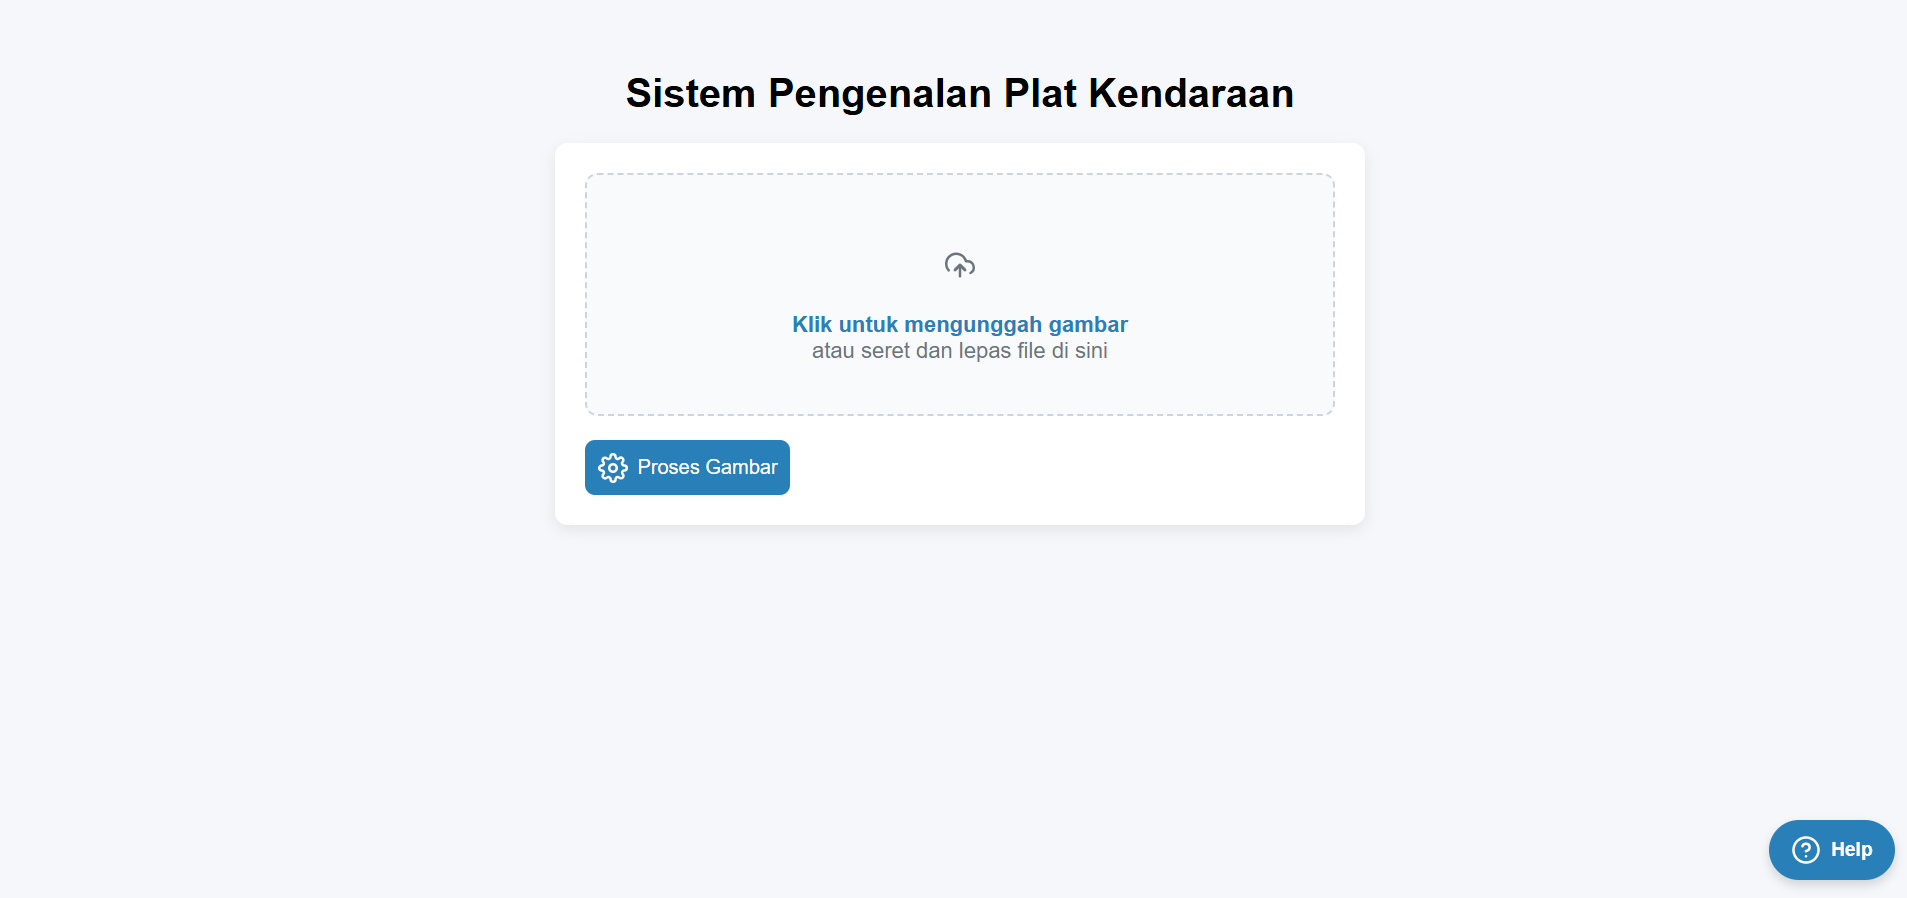 Sistem Pengenalan Plat Kendaraan
Klik untuk mengunggah gambar
atau seret dan lepas file di sini
Proses Gambar
Help